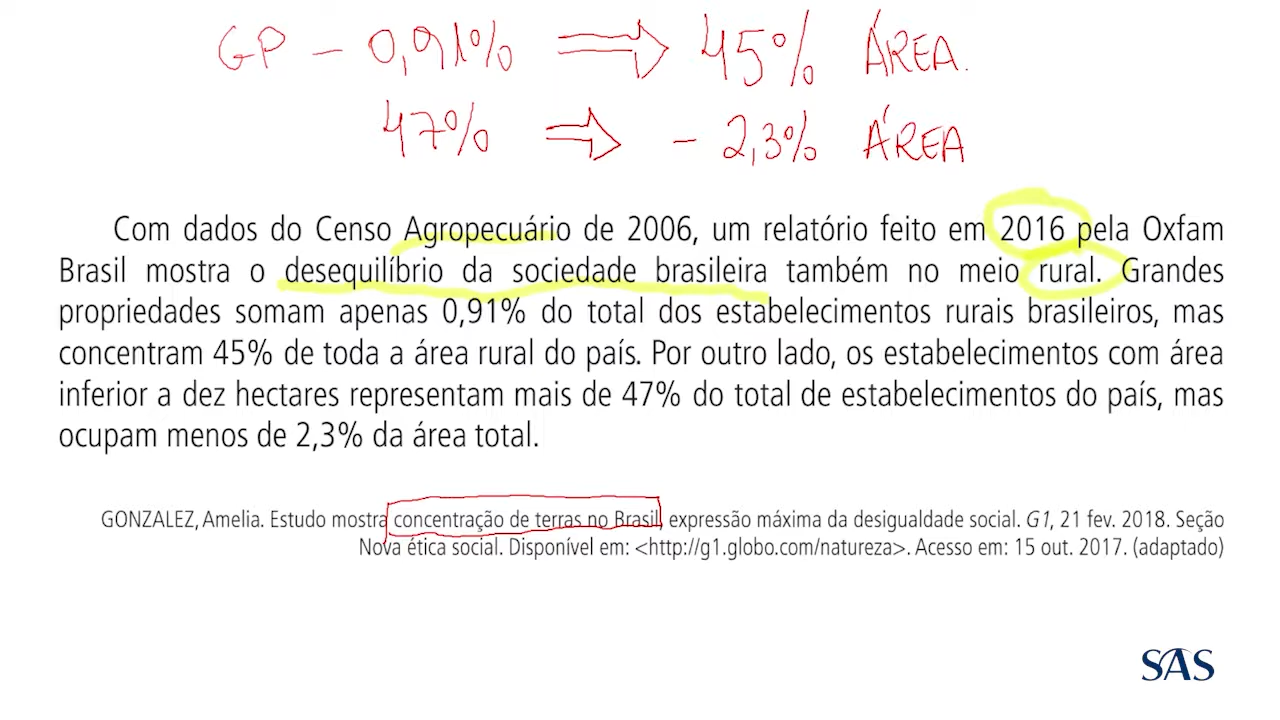 GP - 0,91% ⇒ 45% ÁREA.
47% ⇒ - 2,3% ÁREA
Com dados do Censo Agropecuário de 2006, um relatório feito em 2016 pela Oxfam
Brasil mostra o desequilíbrio da sociedade brasileira também no meio rural. Grandes
propriedades somam apenas 0,91% do total dos estabelecimentos rurais brasileiros, mas
concentram 45% de toda a área rural do país. Por outro lado, os estabelecimentos com área
inferior a dez hectares representam mais de 47% do total de estabelecimentos do país, mas
ocupam menos de 2,3% da área total.
GONZALEZ, Amelia. Estudo mostra concentração de terras no Brasil, expressão máxima da desigualdade social. G1, 21 fev. 2018. Seção
Nova ética social. Disponível em: <http://g1.globo.com/natureza>. Acesso em: 15 out. 2017. (adaptado)
SAS